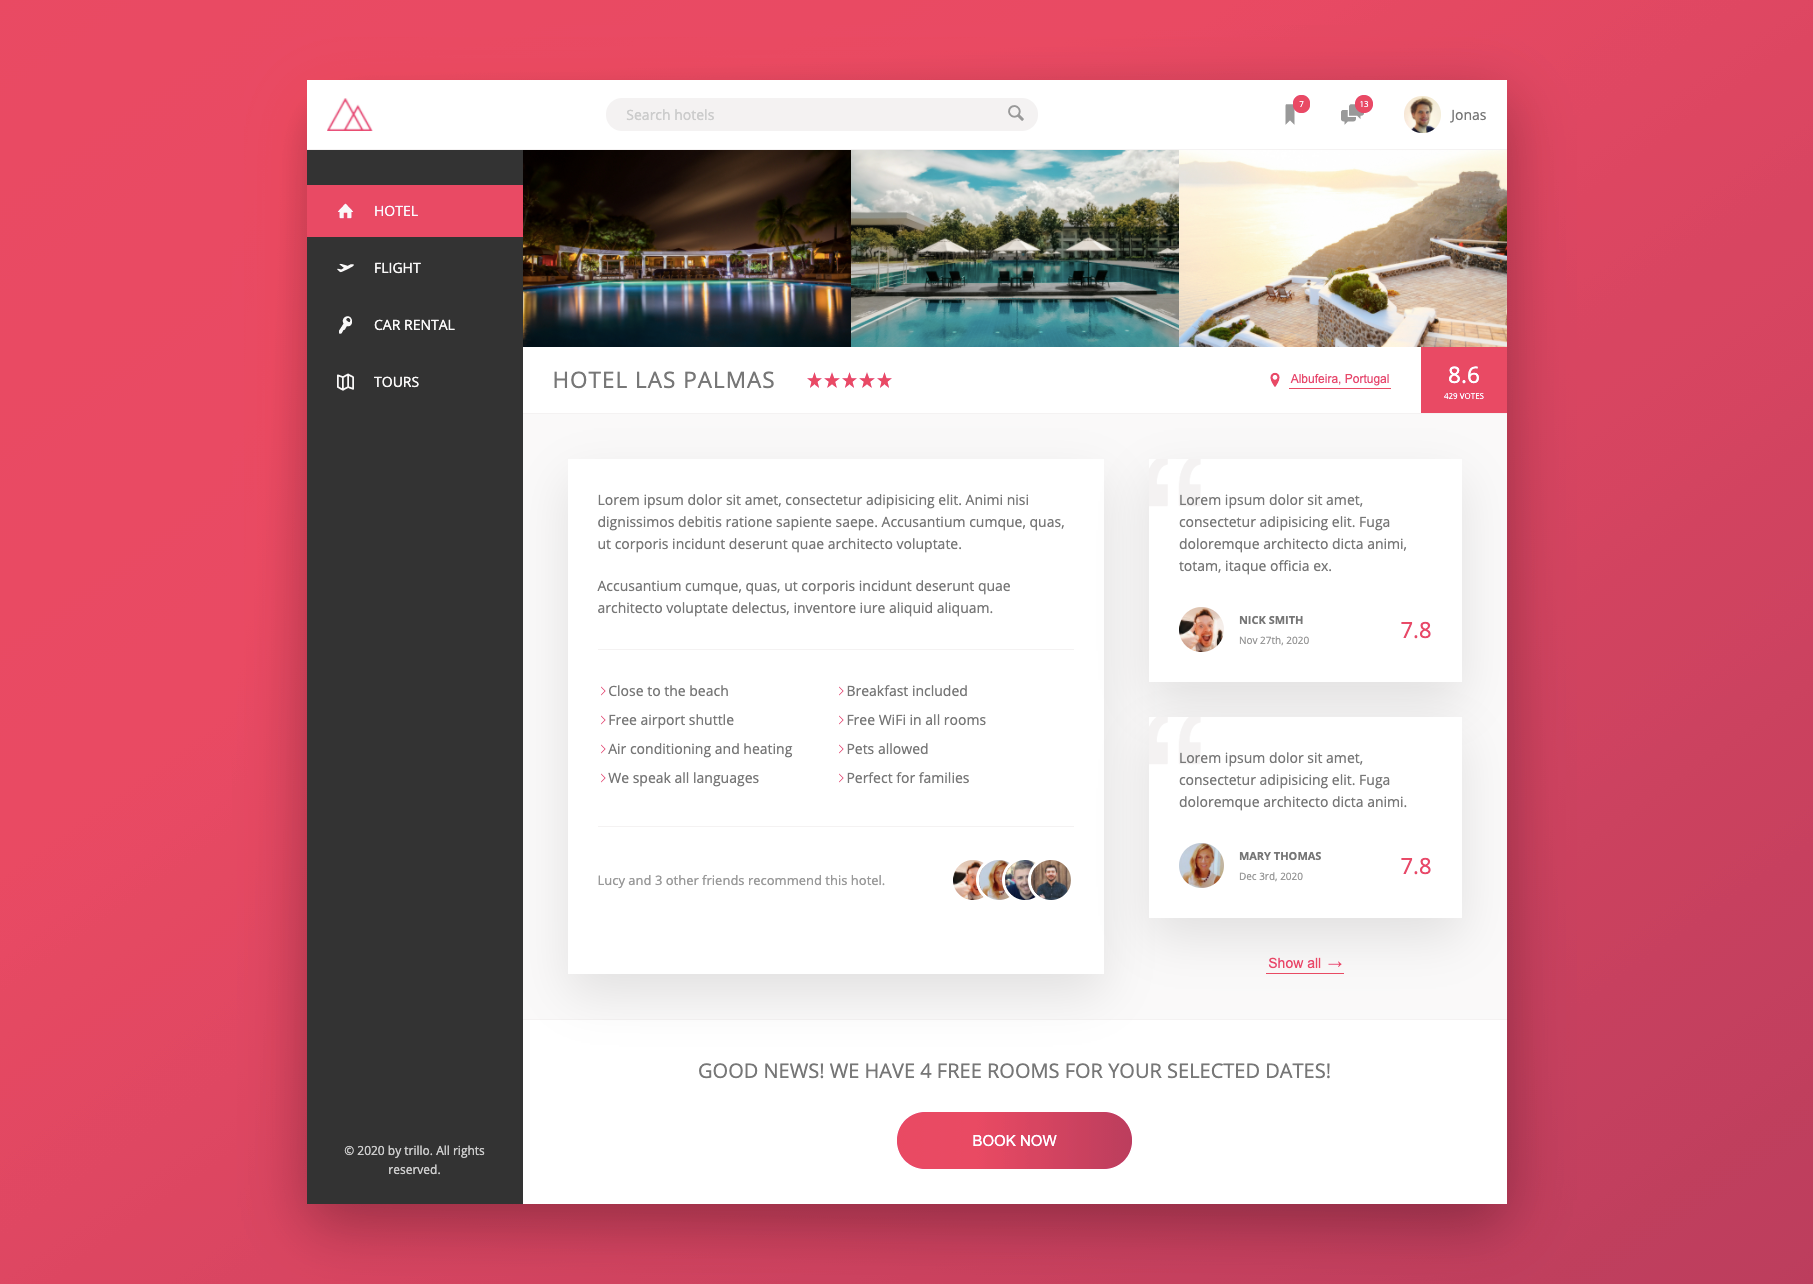 Search hotels
7
13
Jonas
HOTEL
FLIGHT
CAR RENTAL
TOURS
© 2020 by trillo. All rights
reserved.
HOTEL LAS PALMAS
Albufeira, Portugal
8.6
429 VOTES
Lorem ipsum dolor sit amet, consectetur adipisicing elit. Animi nisi
dignissimos debitis ratione sapiente saepe. Accusantium cumque, quas,
ut corporis incidunt deserunt quae architecto voluptate.
Accusantium cumque, quas, ut corporis incidunt deserunt quae
architecto voluptate delectus, inventore iure aliquid aliquam.
Close to the beach
Breakfast included
Free airport shuttle
Free WiFi in all rooms
Air conditioning and heating
Pets allowed
We speak all languages
Perfect for families
Lucy and 3 other friends recommend this hotel.
“
Lorem ipsum dolor sit amet,
consectetur adipisicing elit. Fuga
doloremque architecto dicta animi,
totam, itaque officia ex.
NICK SMITH
Nov 27th, 2020
7.8
“
Lorem ipsum dolor sit amet,
consectetur adipisicing elit. Fuga
doloremque architecto dicta animi.
MARY THOMAS
Dec 3rd, 2020
7.8
Show all →
GOOD NEWS! WE HAVE 4 FREE ROOMS FOR YOUR SELECTED DATES!
BOOK NOW